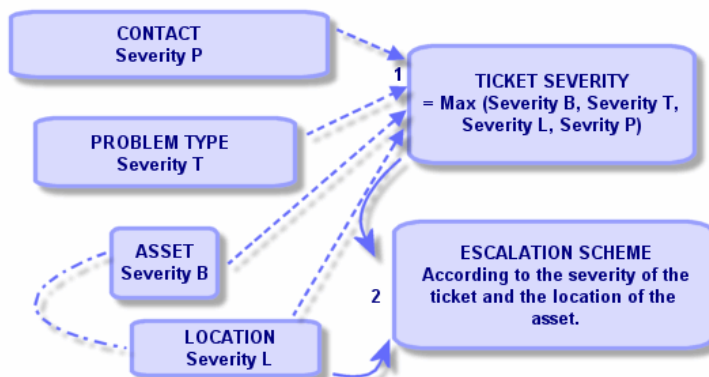 CONTACT
Severity P
1
TICKET SEVERITY
= Max (Severity B, Severity T,
Severity L, Sevrity P)
PROBLEM TYPE
Severity T
ASSET
Severity B
ESCALATION SCHEME
According to the severity of the
ticket and the location of the
asset.
2
LOCATION
Severity L